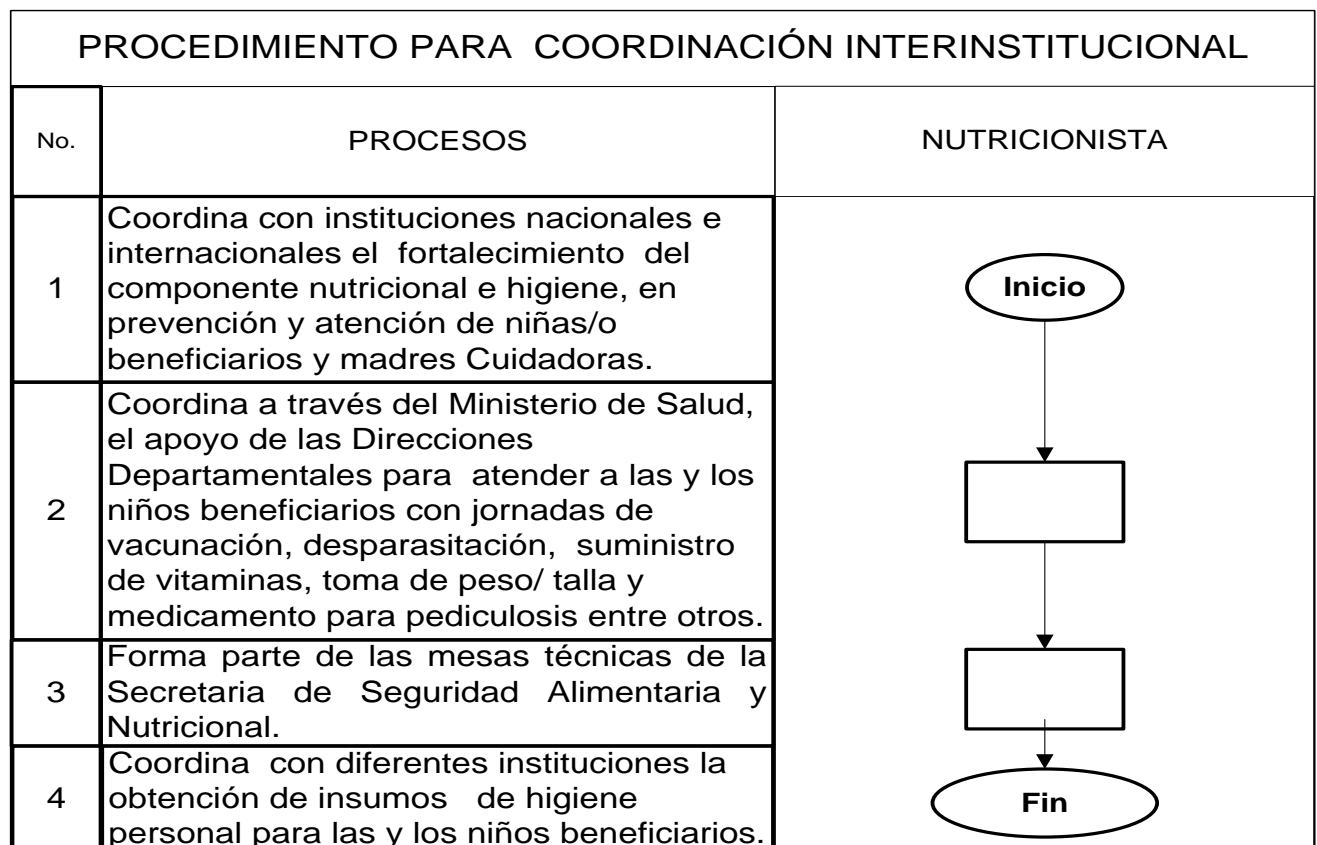 PROCEDIMIENTO PARA COORDINACIÓN INTERINSTITUCIONAL
No.
PROCESOS
NUTRICIONISTA
1
Coordina con instituciones nacionales e
internacionales el fortalecimiento del
componente nutricional e higiene, en
prevención y atención de niñas/o
beneficiarios y madres Cuidadoras.
Inicio
2
Coordina a través del Ministerio de Salud,
el apoyo de las Direcciones
Departamentales para atender a las y los
niños beneficiarios con jornadas de
vacunación, desparasitación, suministro
de vitaminas, toma de peso/ talla y
medicamento para pediculosis entre otros.
3
Forma parte de las mesas técnicas de la
Secretaria de Seguridad Alimentaria y
Nutricional.
4
Coordina con diferentes instituciones la
obtención de insumos de higiene
personal para las y los niños beneficiarios.
Fin